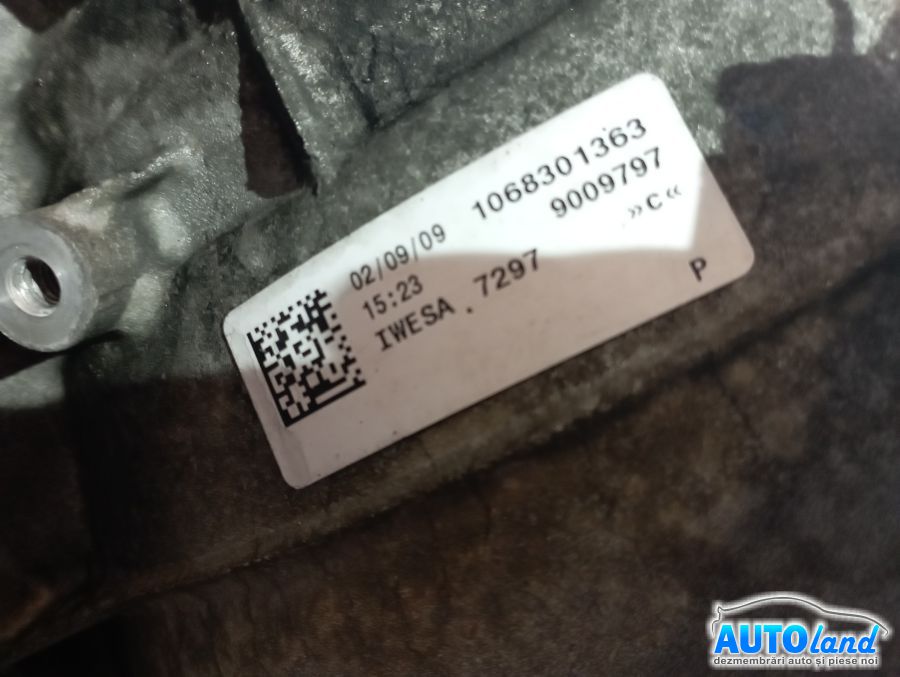 1068301363
9009797
»C«
02/09/09
15:23
IWESA . 7297
P
AUTOland
dezmembrări auto și piese noi